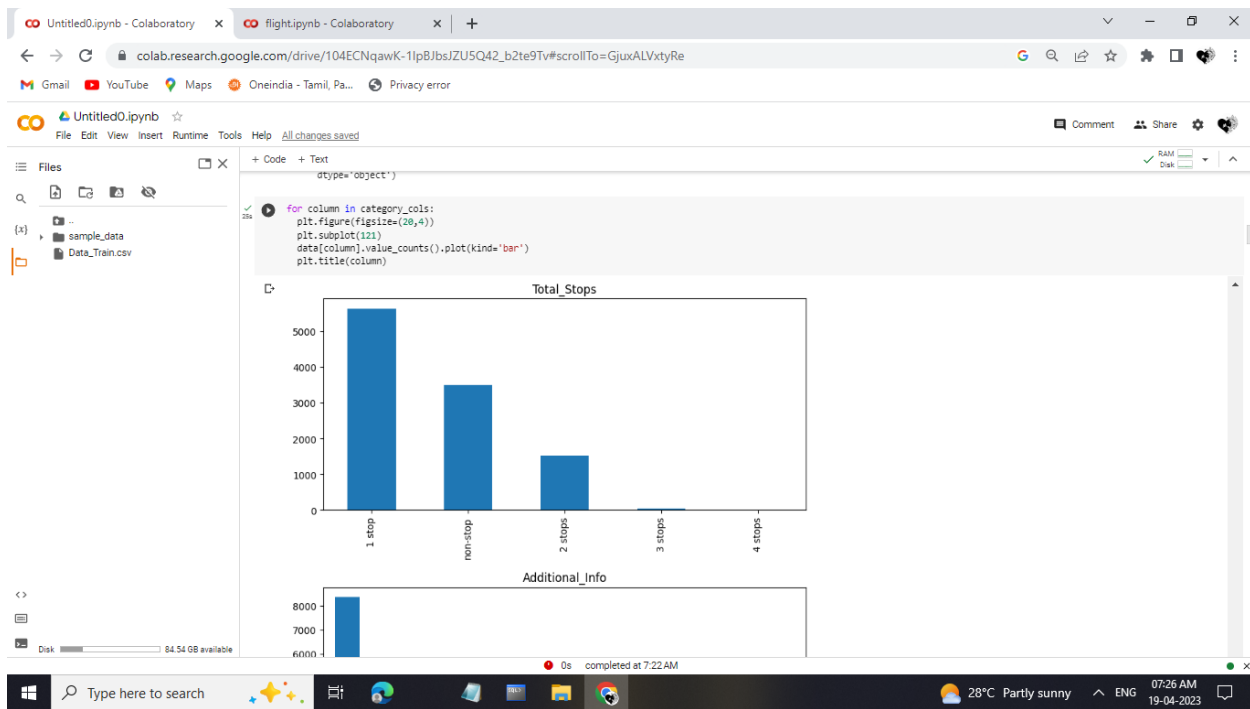 Untitled0.ipynb - Colaboratory
flight.ipynb - Colaboratory
colab.research.google.com/drive/104ECNqawK-1IpBJbsJZU5Q42_b2te9Tv#scrollTo=GjuxALVxtyRe
Gmail YouTube Maps Oneindia - Tamil, Pa... Privacy error
Untitled0.ipynb
File Edit View Insert Runtime Tools Help All changes saved
Comment Share
Files
+ Code + Text
RAM
Disk
..
sample_data
Data_Train.csv
{x}
dtype='object')
23s
for column in category_cols:
plt.figure(figsize=(20,4))
plt.subplot(121)
data[column].value_counts().plot(kind='bar')
plt.title(column)
Total_Stops
5000
4000
3000
2000
1000
0
1 stop
non-stop
2 stops
3 stops
4 stops
Additional_Info
8000
7000
6000
Disk 84.54 GB available
0s completed at 7:22 AM
Type here to search
28°C Partly sunny
ENG
07:26 AM
19-04-2023